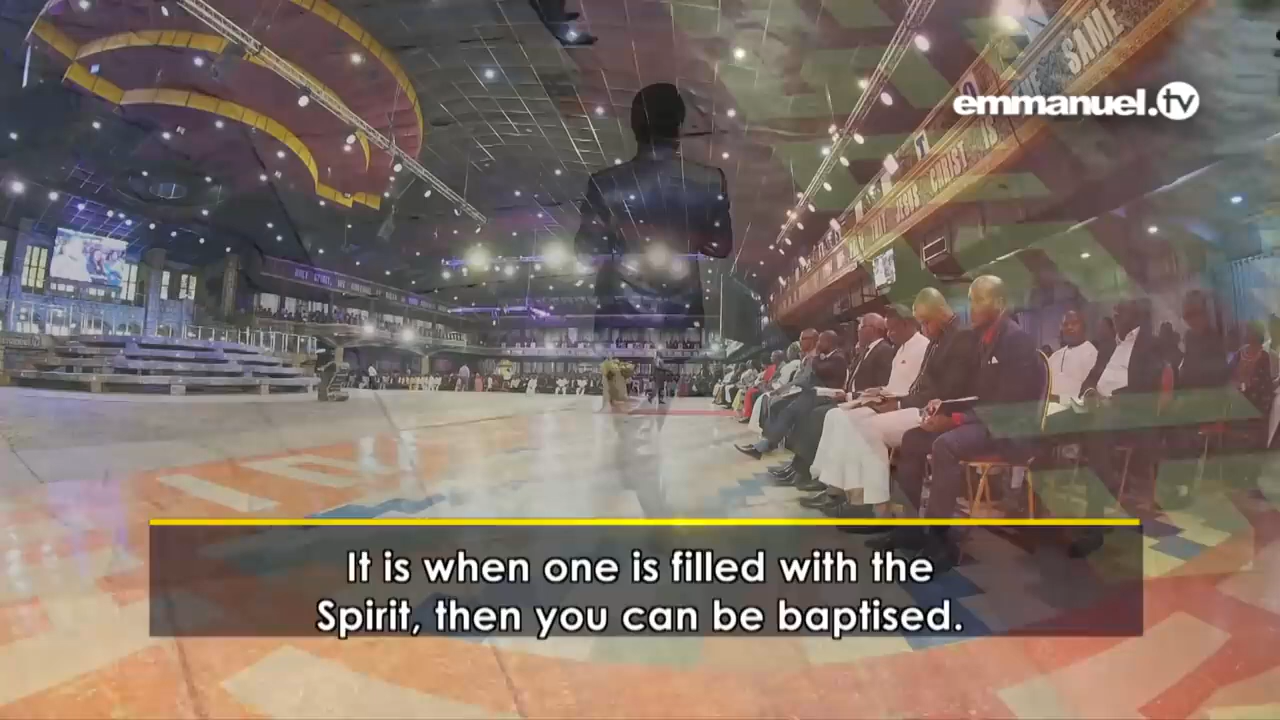 emmanuel.tv
SAME
JESUS CHRIST IS
It is when one is filled with the
Spirit, then you can be baptised.